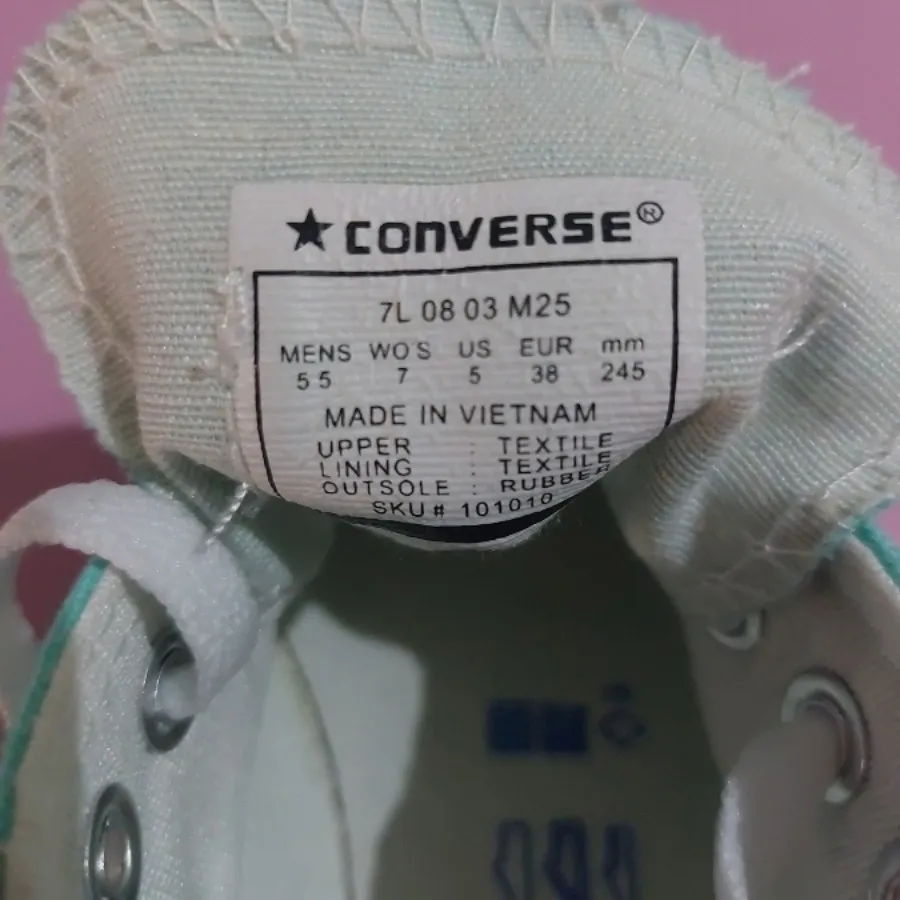 ★ CONVERSE®
7L 08 03 M25
MENS WO'S US EUR mm
5 5 7 5 38 245
MADE IN VIETNAM
UPPER : TEXTILE
LINING : TEXTILE
OUTSOLE : RUBBER
SKU # 101010